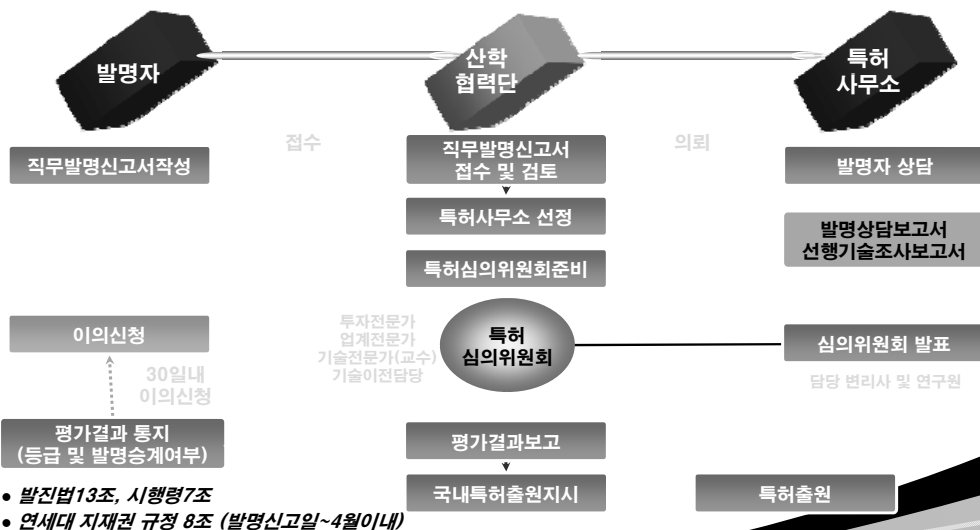 발명자
산학
협력단
특허
사무소
접수
의뢰
직무발명신고서작성
직무발명신고서
접수 및 검토
발명자 상담
특허사무소 선정
발명상담보고서
선행기술조사보고서
특허심의위원회준비
이의신청
투자전문가
업계전문가
기술전문가(교수)
기술이전담당
특허
심의위원회
심의위원회 발표
담당 변리사 및 연구원
30일내
이의신청
평가결과 통지
(등급 및 발명승계여부)
평가결과보고
국내특허출원지시
특허출원
• 발진법13조, 시행령7조
• 연세대 지재권 규정 8조 (발명신고일~4월이내)